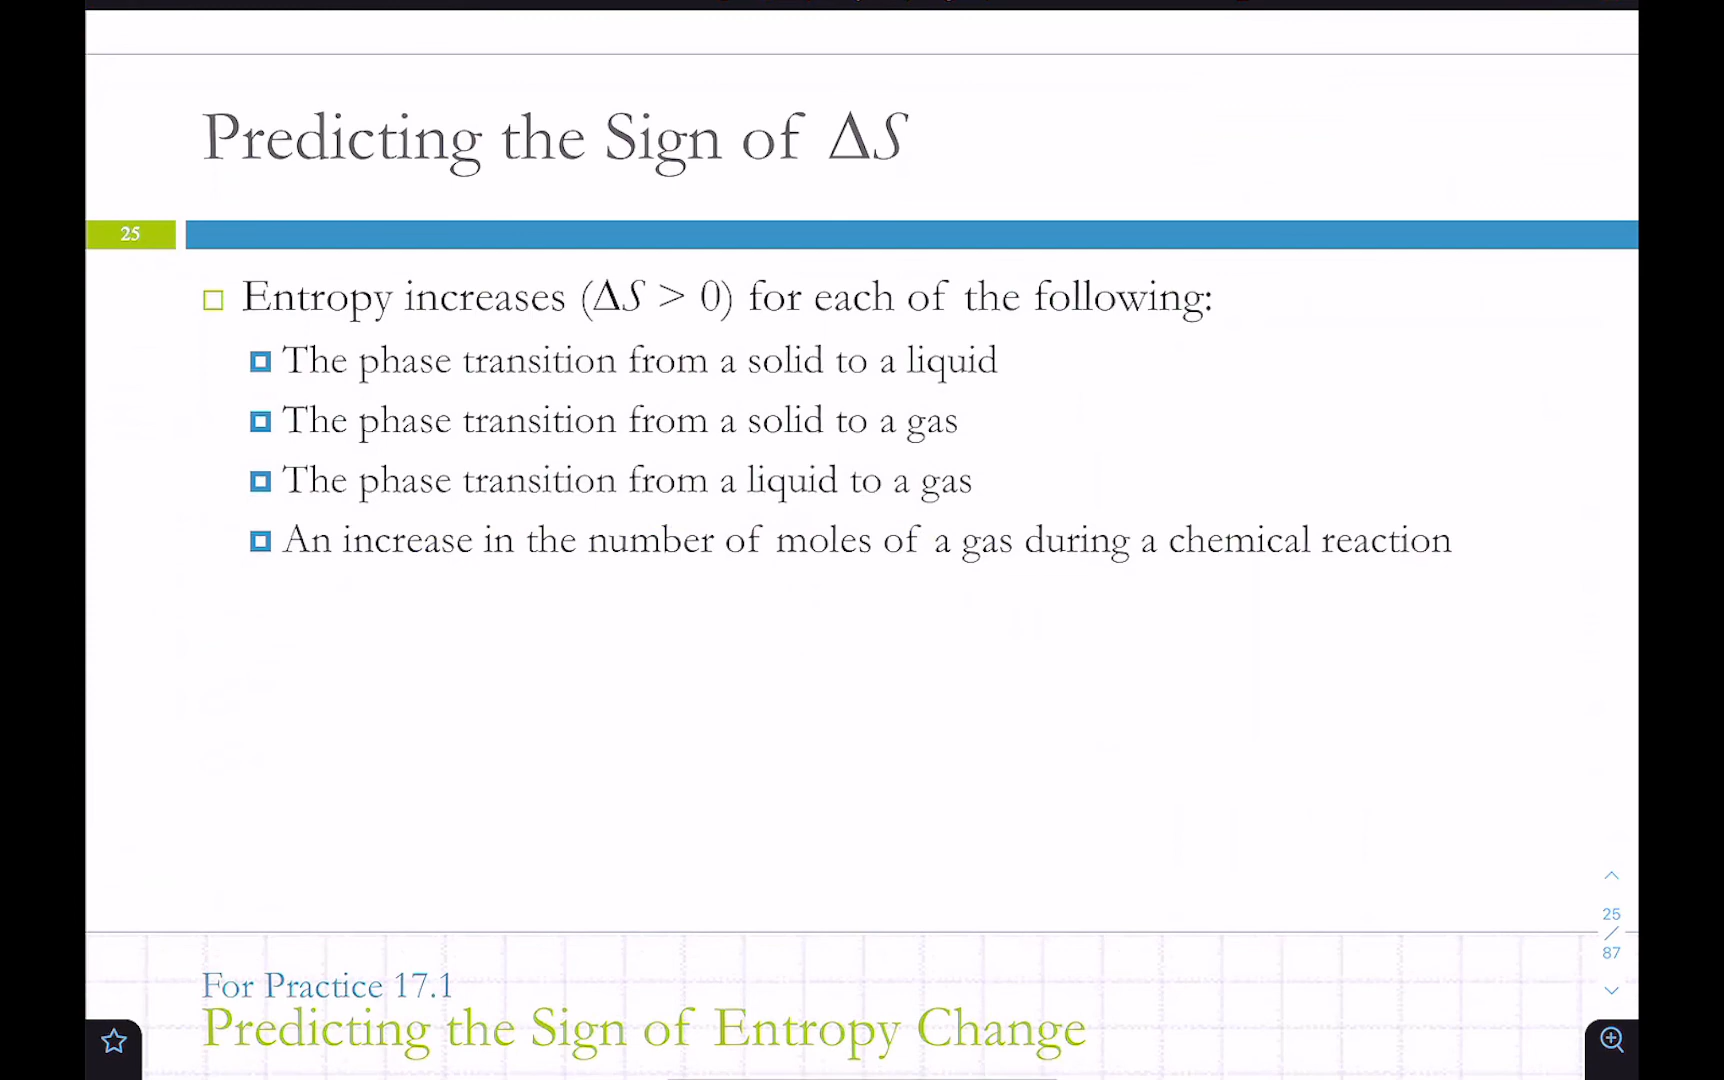 Predicting the Sign of ΔS
25
Entropy increases (ΔS > 0) for each of the following:
The phase transition from a solid to a liquid
The phase transition from a solid to a gas
The phase transition from a liquid to a gas
An increase in the number of moles of a gas during a chemical reaction
25
/
87
For Practice 17.1
Predicting the Sign of Entropy Change